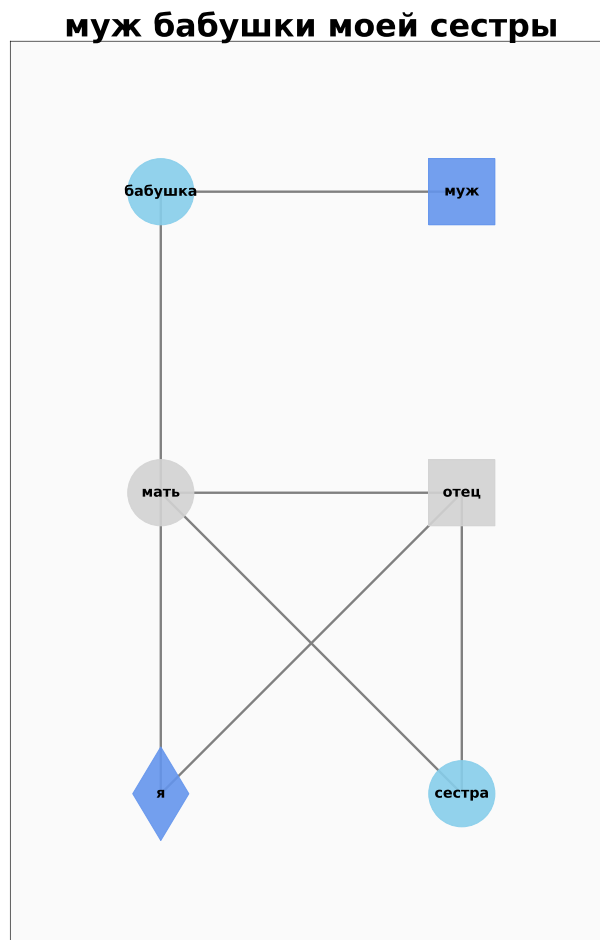 муж бабушки моей сестры
бабушка
муж
мать
отец
я
сестра